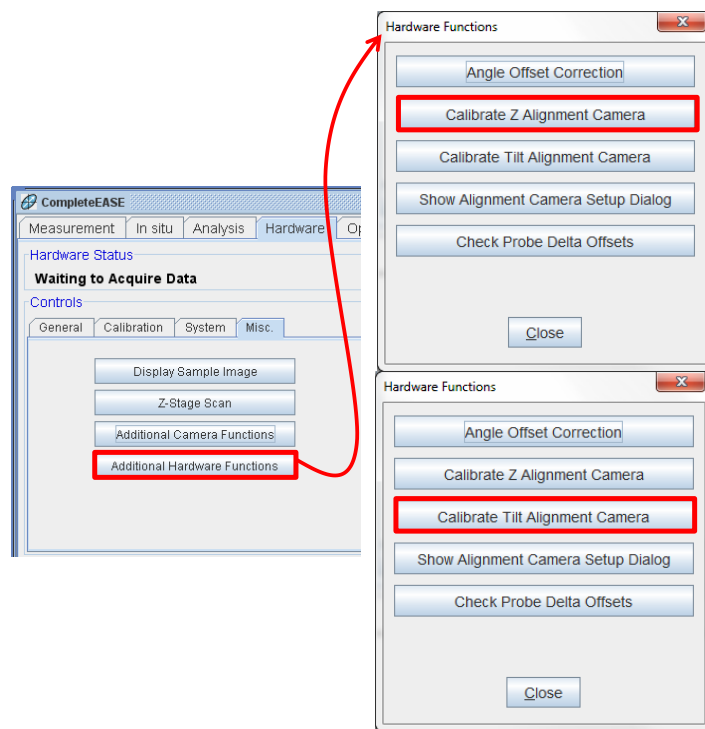 CompleteEASE
Measurement In situ Analysis Hardware Op
Hardware Status
Waiting to Acquire Data
Controls
General Calibration System Misc.
Display Sample Image
Z-Stage Scan
Additional Camera Functions
Additional Hardware Functions
Hardware Functions
Angle Offset Correction
Calibrate Z Alignment Camera
Calibrate Tilt Alignment Camera
Show Alignment Camera Setup Dialog
Check Probe Delta Offsets
Close
Hardware Functions
Angle Offset Correction
Calibrate Z Alignment Camera
Calibrate Tilt Alignment Camera
Show Alignment Camera Setup Dialog
Check Probe Delta Offsets
Close